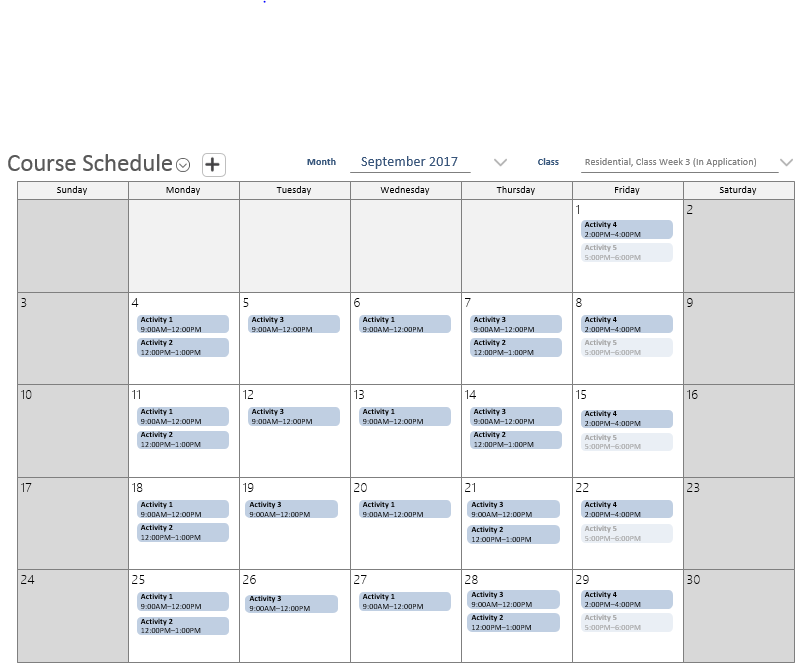 Course Schedule
Month September 2017 Class Residential, Class Week 3 (In Application)
Sunday Monday Tuesday Wednesday Thursday Friday Saturday
1 2
Activity 4
2:00PM–4:00PM
Activity 5
5:00PM–6:00PM
3 4 5 6 7 8 9
Activity 1 Activity 3 Activity 1 Activity 3 Activity 4
9:00AM–12:00PM 9:00AM–12:00PM 9:00AM–12:00PM 9:00AM–12:00PM 2:00PM–4:00PM
Activity 2 Activity 2 Activity 5
12:00PM–1:00PM 12:00PM–1:00PM 5:00PM–6:00PM
10 11 12 13 14 15 16
Activity 1 Activity 3 Activity 1 Activity 3 Activity 4
9:00AM–12:00PM 9:00AM–12:00PM 9:00AM–12:00PM 9:00AM–12:00PM 2:00PM–4:00PM
Activity 2 Activity 2 Activity 5
12:00PM–1:00PM 12:00PM–1:00PM 5:00PM–6:00PM
17 18 19 20 21 22 23
Activity 1 Activity 3 Activity 1 Activity 3 Activity 4
9:00AM–12:00PM 9:00AM–12:00PM 9:00AM–12:00PM 9:00AM–12:00PM 2:00PM–4:00PM
Activity 2 Activity 2 Activity 5
12:00PM–1:00PM 12:00PM–1:00PM 5:00PM–6:00PM
24 25 26 27 28 29 30
Activity 1 Activity 3 Activity 1 Activity 3 Activity 4
9:00AM–12:00PM 9:00AM–12:00PM 9:00AM–12:00PM 9:00AM–12:00PM 2:00PM–4:00PM
Activity 2 Activity 2 Activity 5
12:00PM–1:00PM 12:00PM–1:00PM 5:00PM–6:00PM